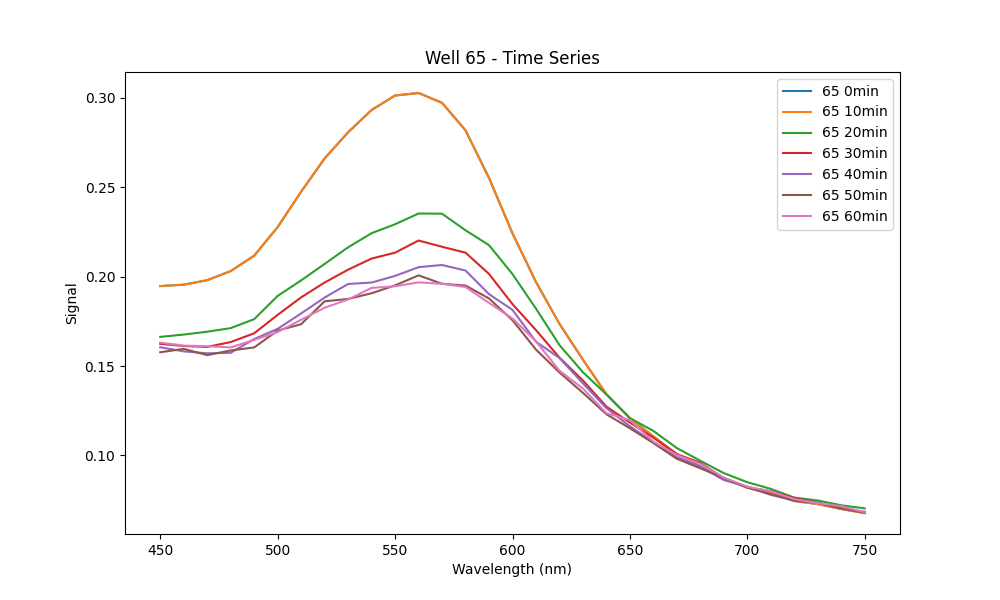 Well 65 - Time Series
Signal
0.30
0.25
0.20
0.15
0.10
450 500 550 600 650 700 750
Wavelength (nm)
65 0min
65 10min
65 20min
65 30min
65 40min
65 50min
65 60min